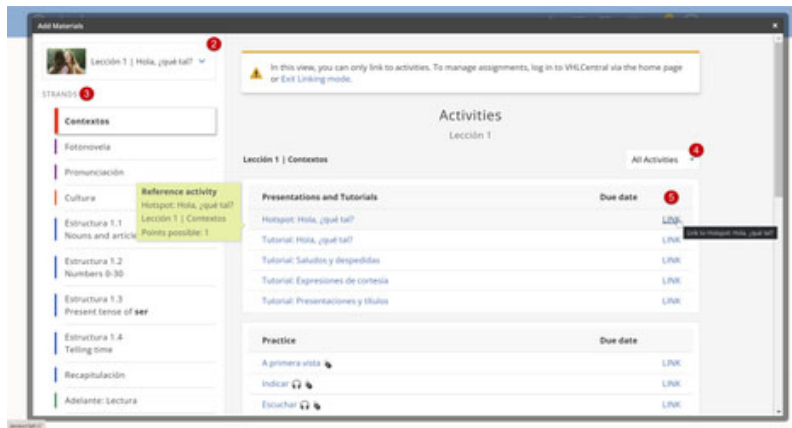 Add Materials
x
2
Lección 1 | Hola, ¿qué tal?
STRANDS 3
Contextos
Fotonovela
Pronunciación
Cultura
Estructura 1.1
Nouns and article
Estructura 1.2
Numbers 0-30
Estructura 1.3
Present tense of ser
Estructura 1.4
Telling time
Recapitulación
Adelante: Lectura
Reference activity
Hotspot: Hola, ¿qué tal?
Lección 1 | Contextos
Points possible: 1
In this view, you can only link to activities. To manage assignments, log in to VHLCentral via the home page
or Exit Linking mode.
Activities
Lección 1
4
Lección 1 | Contextos All Activities
Presentations and Tutorials Due date 5
Hotspot: Hola, ¿qué tal? LINK
Link to Hotspot: Hola, ¿qué tal?
Tutorial: Hola, ¿qué tal? LINK
Tutorial: Saludos y despedidas LINK
Tutorial: Expresiones de cortesía LINK
Tutorial: Presentaciones y títulos LINK
Practice Due date
A primera vista LINK
Indicar LINK
Escuchar LINK